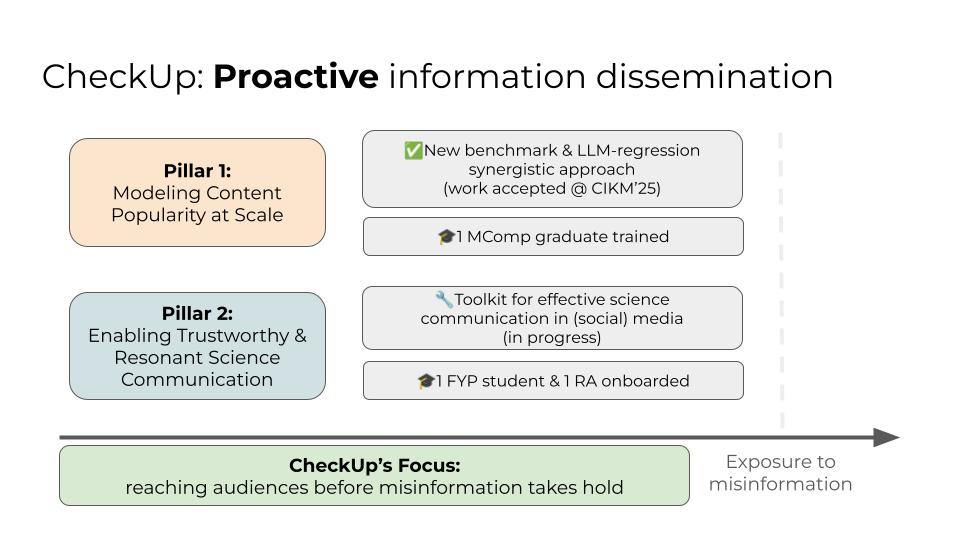 CheckUp: Proactive information dissemination
Pillar 1:
Modeling Content
Popularity at Scale
✅New benchmark & LLM-regression
synergistic approach
(work accepted @ CIKM’25)
🎓1 MComp graduate trained
Pillar 2:
Enabling Trustworthy &
Resonant Science
Communication
🔧Toolkit for effective science
communication in (social) media
(in progress)
🎓1 FYP student & 1 RA onboarded
CheckUp’s Focus:
reaching audiences before misinformation takes hold
Exposure to
misinformation